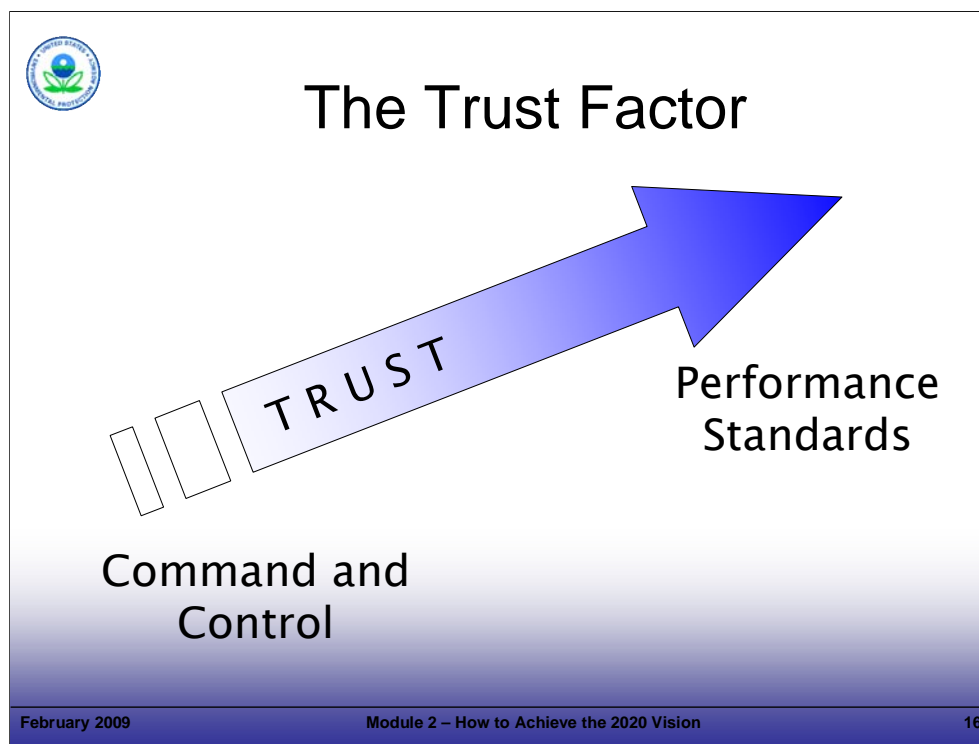 The Trust Factor
T R U S T
Performance
Standards
Command and
Control
February 2009
Module 2 – How to Achieve the 2020 Vision
16